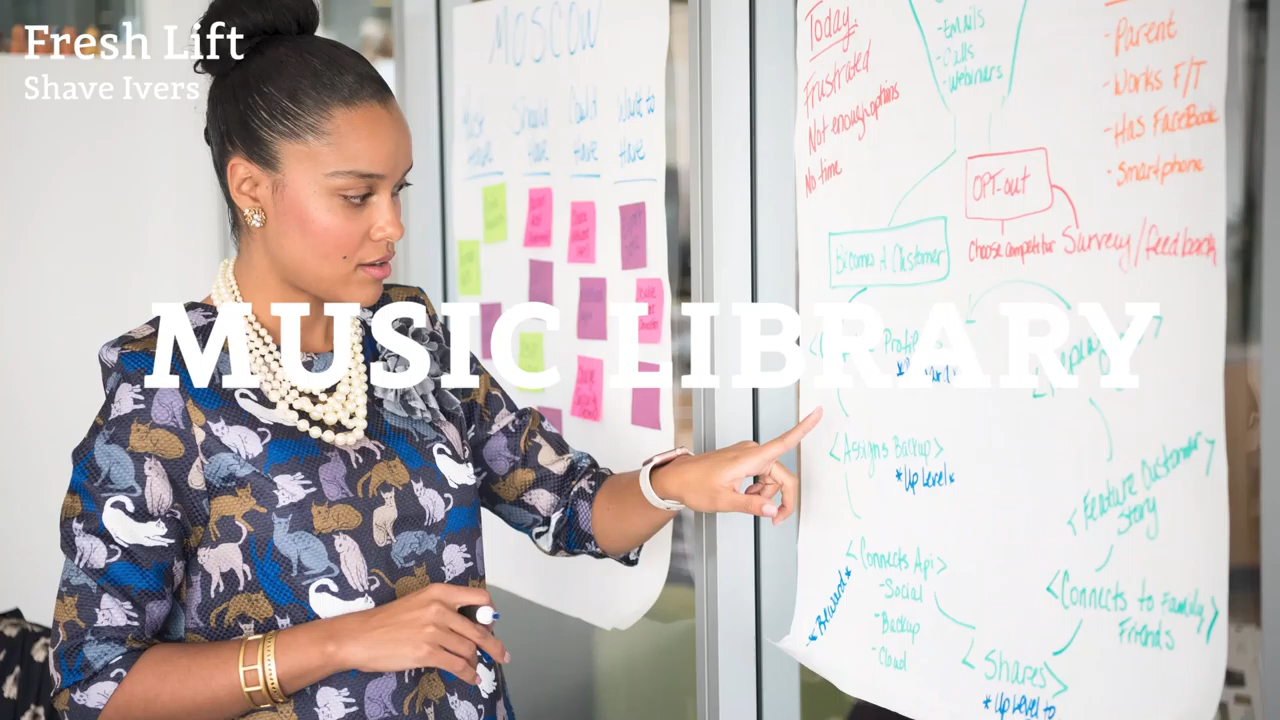 Fresh Lift
Shave Ivers
MUSIC LIBRARY
MOSCOW
Must Have
Should Have
Could Have
Want to Have
Today
Frustrated
Not enough options
No time
-Emails
-Calls
-Webinars
-Parent
-Works F/T
-Has FaceBook
-Smartphone
OPT-out
Choose competitor
Survey/feedback
Becomes A Customer
<Assigns Backup>
*Up Level*
<Feature Customer
Story
<Connects Api>
-Social
-Backup
-Cloud
*Reward*
<Connects to Family/
Friends>
<Shares>
*Up Level to